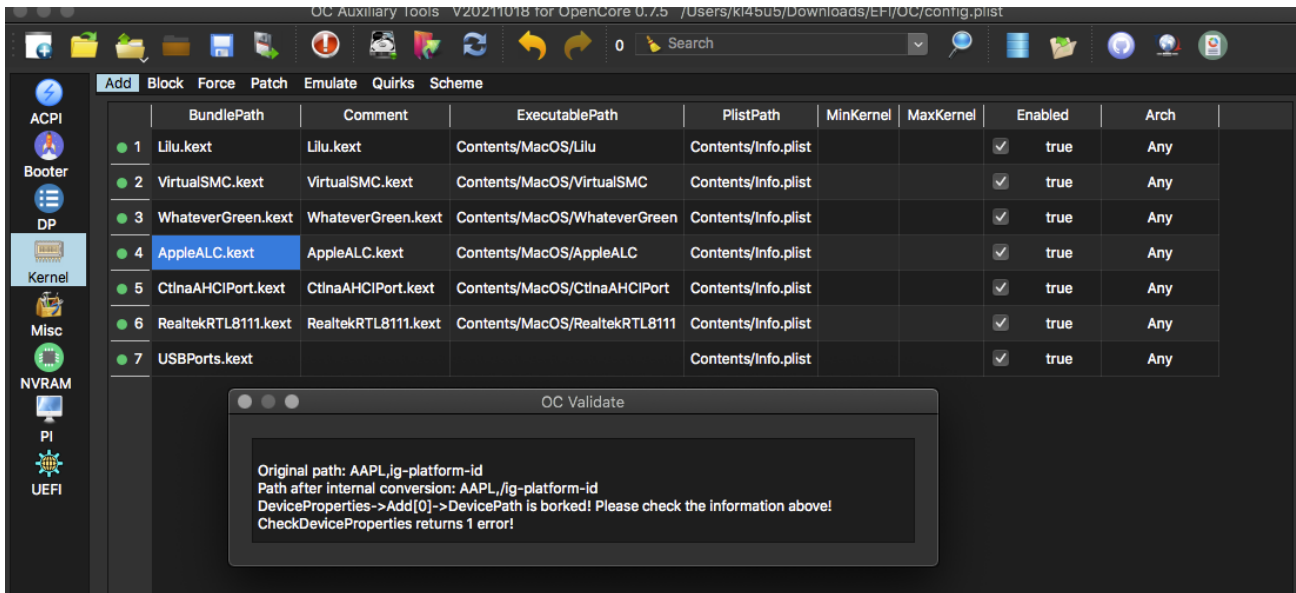 OC Auxiliary Tools V20211018 for OpenCore 0.7.5 /Users/kl45u5/Downloads/EFI/OC/config.plist
0 Search
Add Block Force Patch Emulate Quirks Scheme
ACPI
Booter
DP
Kernel
Misc
NVRAM
PI
UEFI
BundlePath Comment ExecutablePath PlistPath MinKernel MaxKernel Enabled Arch
1 Lilu.kext Lilu.kext Contents/MacOS/Lilu Contents/Info.plist true Any
2 VirtualSMC.kext VirtualSMC.kext Contents/MacOS/VirtualSMC Contents/Info.plist true Any
3 WhateverGreen.kext WhateverGreen.kext Contents/MacOS/WhateverGreen Contents/Info.plist true Any
4 AppleALC.kext AppleALC.kext Contents/MacOS/AppleALC Contents/Info.plist true Any
5 CtlnaAHCIPort.kext CtlnaAHCIPort.kext Contents/MacOS/CtlnaAHCIPort Contents/Info.plist true Any
6 RealtekRTL8111.kext RealtekRTL8111.kext Contents/MacOS/RealtekRTL8111 Contents/Info.plist true Any
7 USBPorts.kext Contents/Info.plist true Any
OC Validate
Original path: AAPL,ig-platform-id
Path after internal conversion: AAPL,/ig-platform-id
DeviceProperties->Add[0]->DevicePath is borked! Please check the information above!
CheckDeviceProperties returns 1 error!